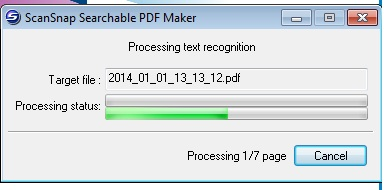 ScanSnap Searchable PDF Maker
Processing text recognition
Target file : 2014_01_01_13_13_12.pdf
Processing status:
Processing 1/7 page Cancel